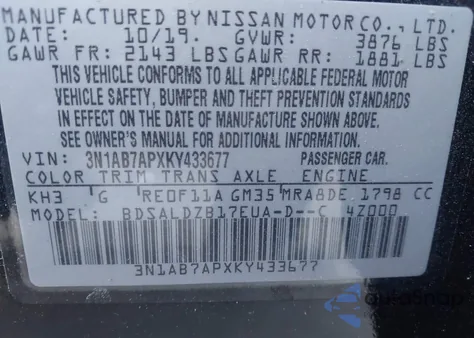 MANUFACTURED BY NISSAN MOTOR CO., LTD.
DATE: 10/19. GVWR: 3876 LBS
GAWR FR: 2143 LBS GAWR RR: 1881 LBS
THIS VEHICLE CONFORMS TO ALL APPLICABLE FEDERAL MOTOR
VEHICLE SAFETY, BUMPER AND THEFT PREVENTION STANDARDS
IN EFFECT ON THE DATE OF MANUFACTURE SHOWN ABOVE.
SEE OWNER'S MANUAL FOR ADDITIONAL INFORMATION.
VIN: 3N1AB7APXKY433677 PASSENGER CAR.
COLOR TRIM TRANS AXLE ENGINE
KH3 G RE0F11A GM35 MRA8DE 1798 CC
MODEL: BDSALDZB17EUA-D--C 4Z000
3N1AB7APXKY433677
autoSnap